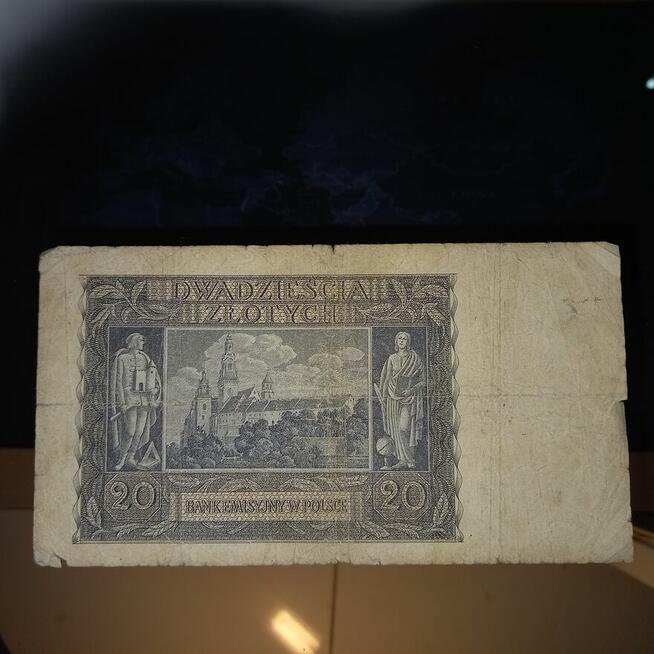 DWADZIEŚCIA
ZŁOTYCH
20
BANK EMISYJNY W POLSCE
20